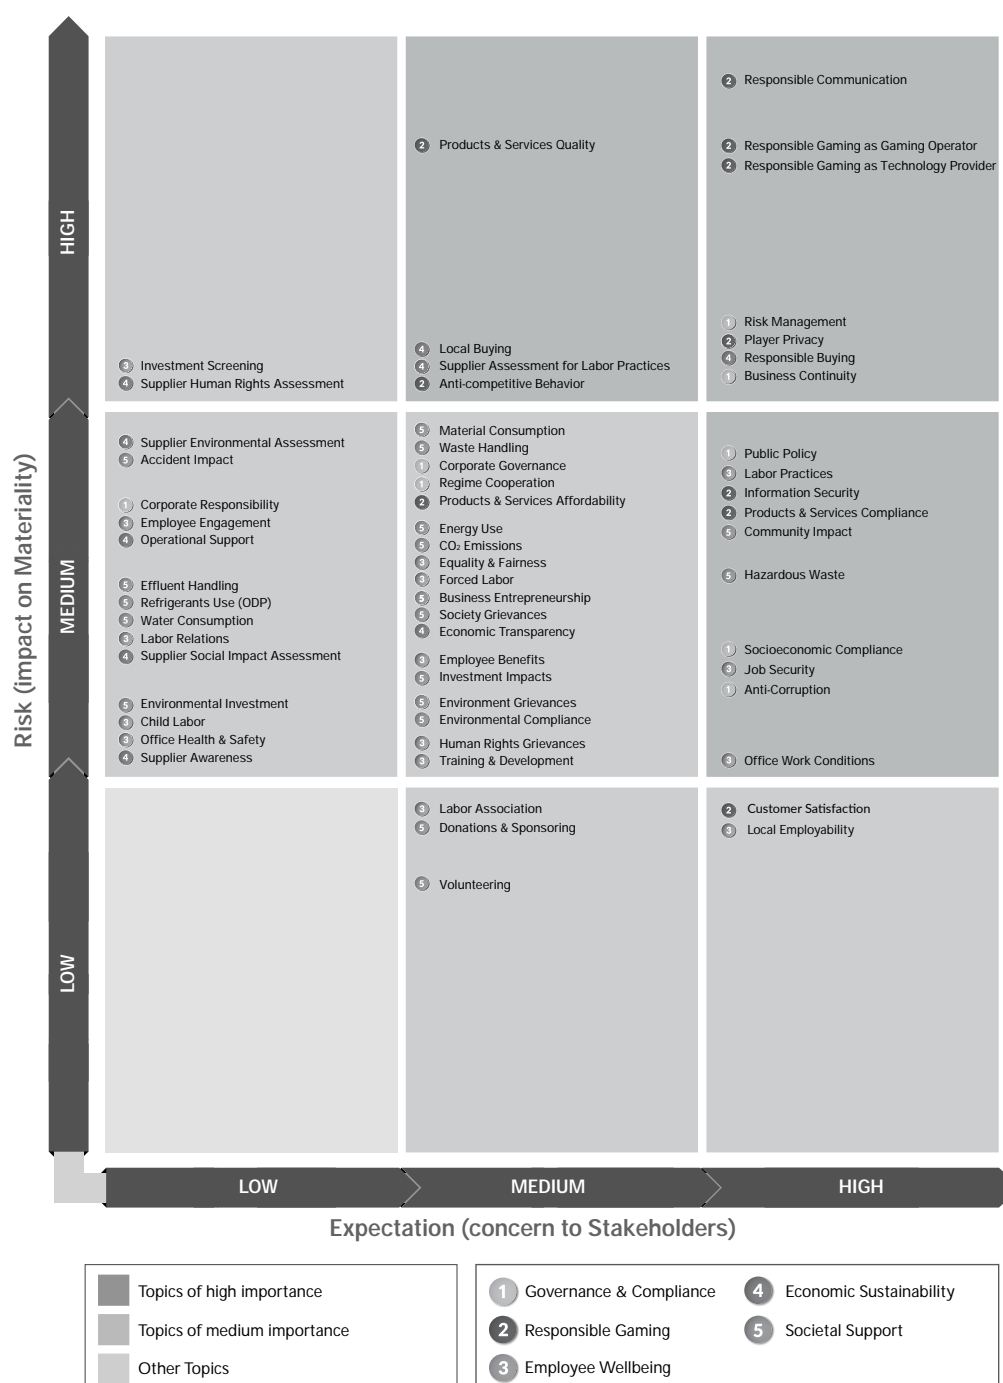 Risk (impact on Materiality)
HIGH
MEDIUM
LOW
3 Investment Screening
4 Supplier Human Rights Assessment
2 Products & Services Quality
4 Local Buying
4 Supplier Assessment for Labor Practices
2 Anti-competitive Behavior
2 Responsible Communication
2 Responsible Gaming as Gaming Operator
2 Responsible Gaming as Technology Provider
1 Risk Management
2 Player Privacy
4 Responsible Buying
1 Business Continuity
4 Supplier Environmental Assessment
5 Accident Impact
1 Corporate Responsibility
3 Employee Engagement
4 Operational Support
5 Effluent Handling
5 Refrigerants Use (ODP)
5 Water Consumption
3 Labor Relations
4 Supplier Social Impact Assessment
5 Environmental Investment
3 Child Labor
3 Office Health & Safety
4 Supplier Awareness
5 Material Consumption
5 Waste Handling
1 Corporate Governance
1 Regime Cooperation
2 Products & Services Affordability
5 Energy Use
5 CO2 Emissions
3 Equality & Fairness
3 Forced Labor
5 Business Entrepreneurship
5 Society Grievances
4 Economic Transparency
3 Employee Benefits
5 Investment Impacts
5 Environment Grievances
5 Environmental Compliance
3 Human Rights Grievances
3 Training & Development
1 Public Policy
3 Labor Practices
2 Information Security
2 Products & Services Compliance
5 Community Impact
5 Hazardous Waste
1 Socioeconomic Compliance
3 Job Security
1 Anti-Corruption
3 Office Work Conditions
3 Labor Association
5 Donations & Sponsoring
5 Volunteering
2 Customer Satisfaction
3 Local Employability
LOW
MEDIUM
HIGH
Expectation (concern to Stakeholders)
Topics of high importance
Topics of medium importance
Other Topics
1 Governance & Compliance
2 Responsible Gaming
3 Employee Wellbeing
4 Economic Sustainability
5 Societal Support